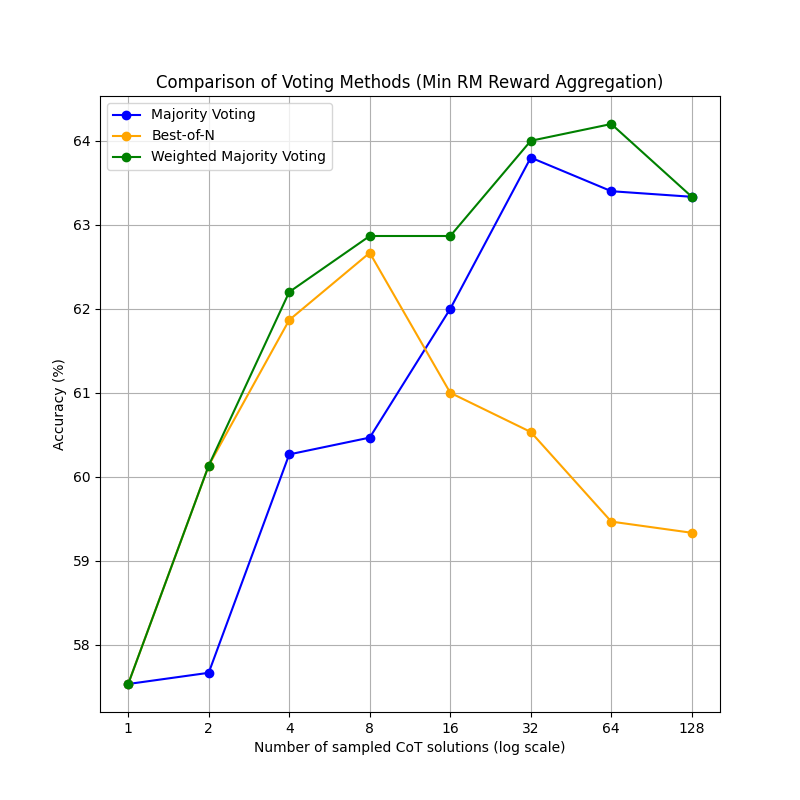 Comparison of Voting Methods (Min RM Reward Aggregation)
Majority Voting
Best-of-N
Weighted Majority Voting
64
63
62
61
60
59
58
Accuracy (%)
1 2 4 8 16 32 64 128
Number of sampled CoT solutions (log scale)